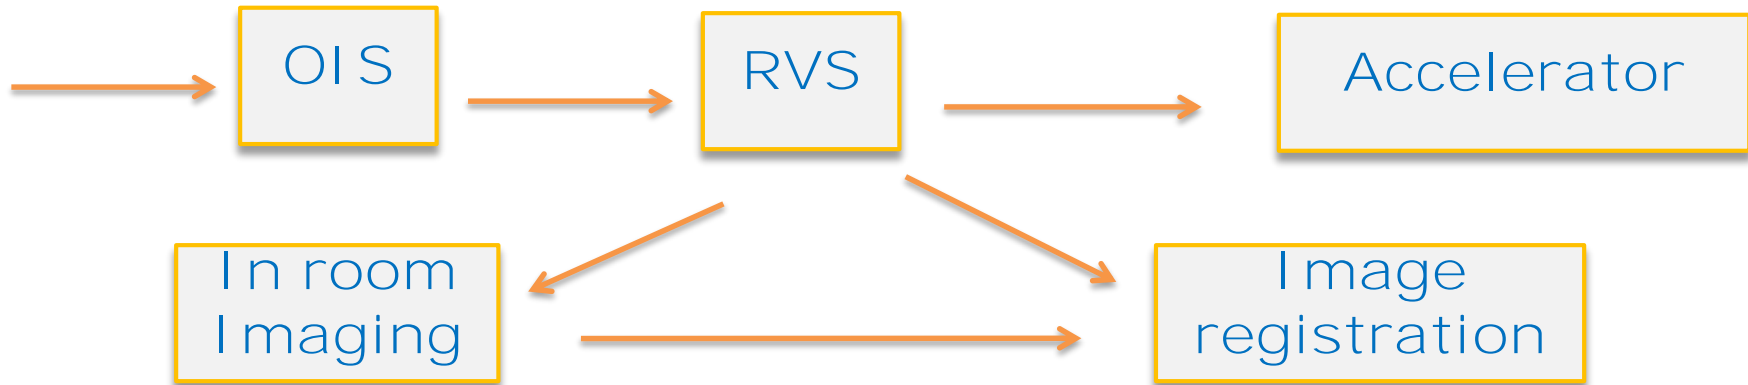 OIS
RVS
Accelerator
In room
Imaging
Image
registration